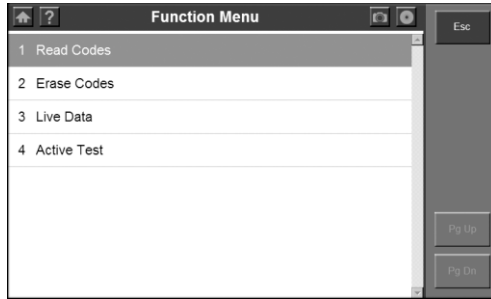 ?
Function Menu
Esc
1 Read Codes
2 Erase Codes
3 Live Data
4 Active Test
Pg Up
Pg Dn